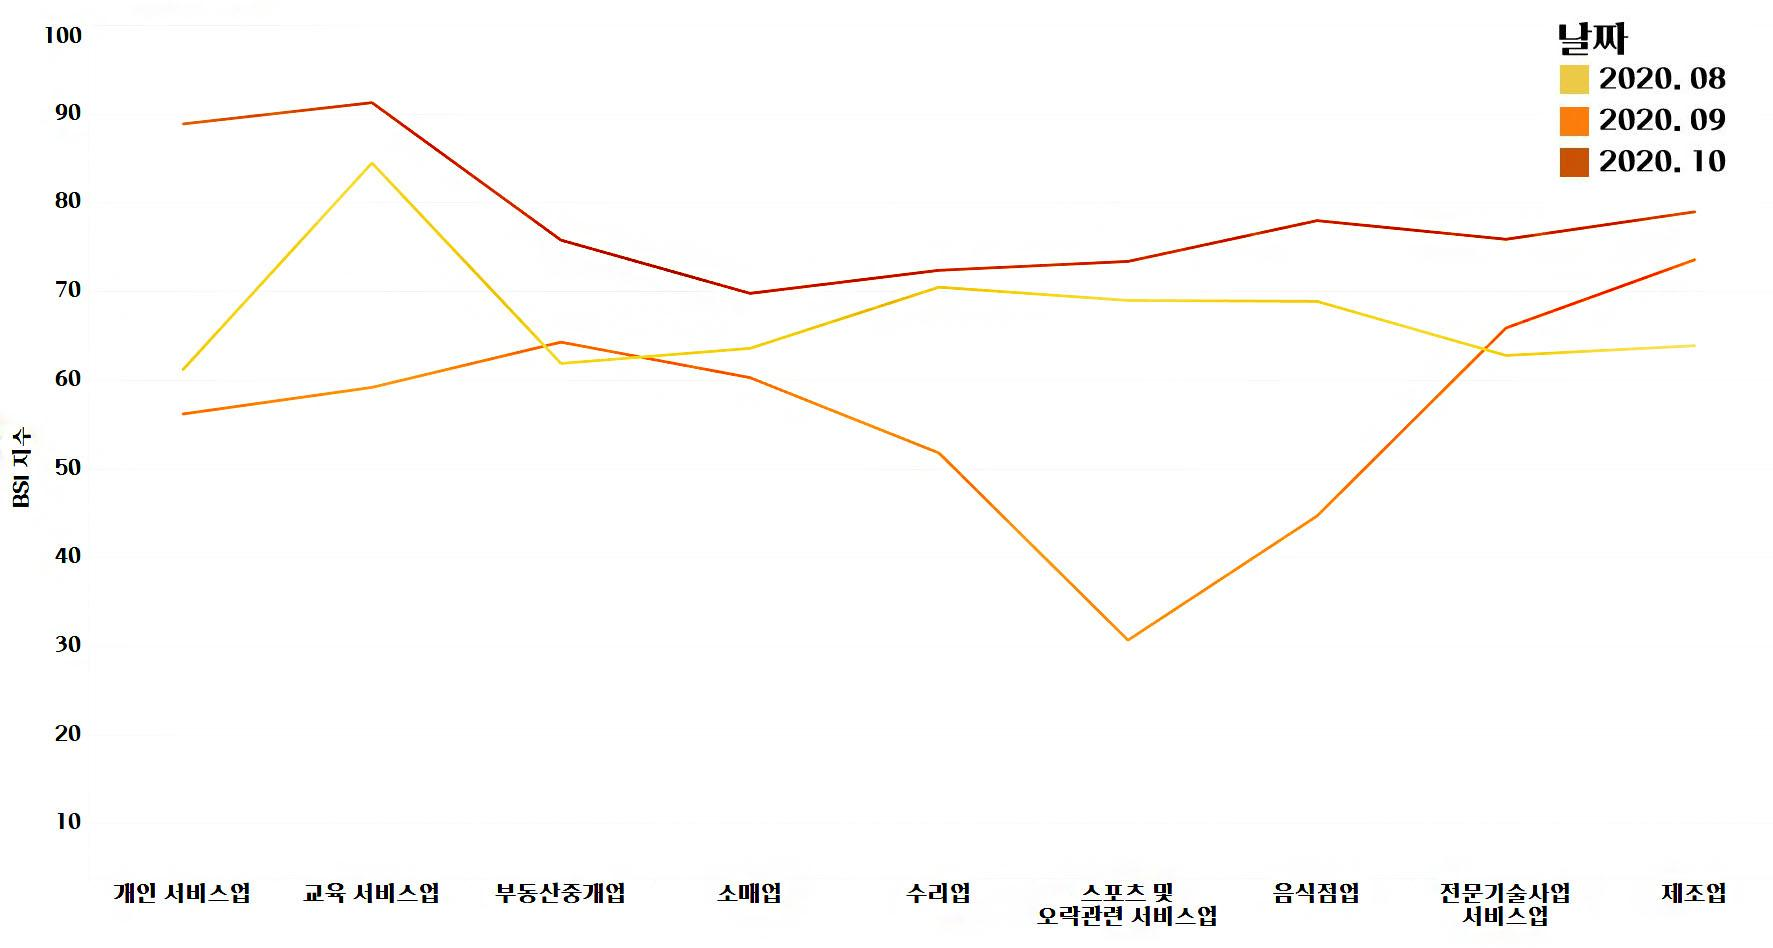 날짜
2020. 08
2020. 09
2020. 10
100
90
80
70
60
50
40
30
20
10
BSI 지수
개인 서비스업
교육 서비스업
부동산중개업
소매업
수리업
스포츠 및
오락관련 서비스업
음식점업
전문기술사업
서비스업
제조업